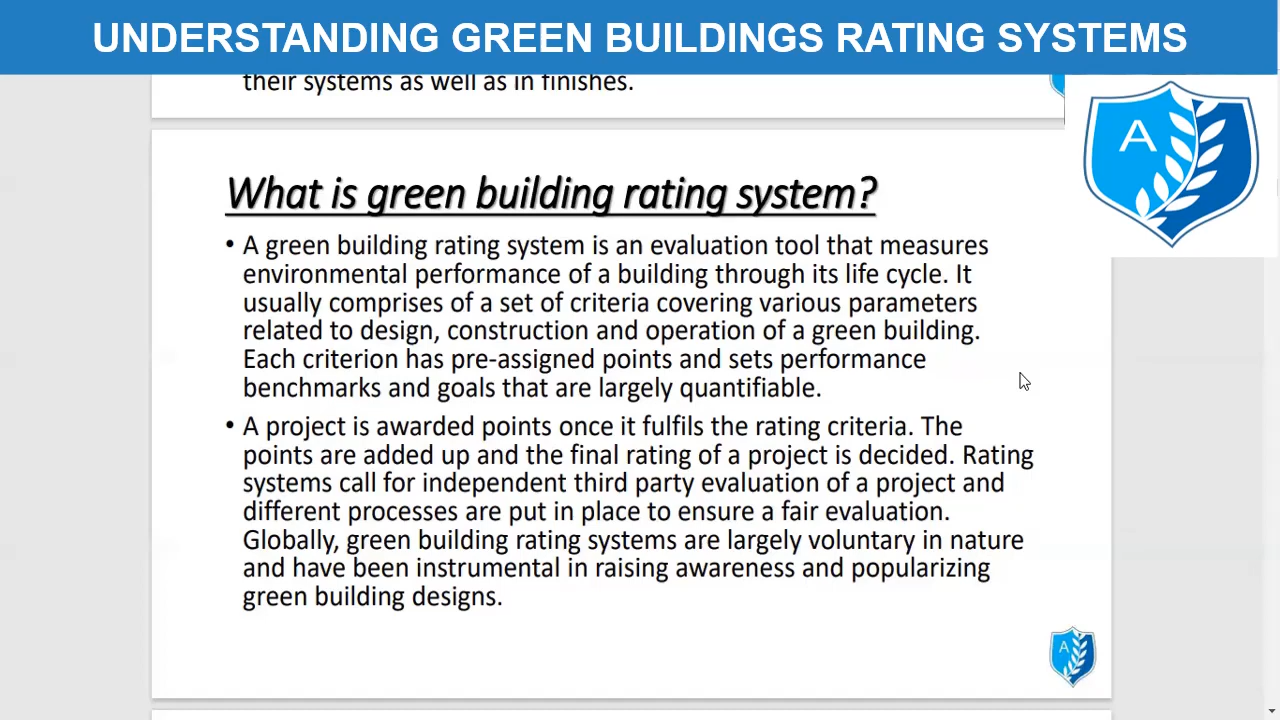 UNDERSTANDING GREEN BUILDINGS RATING SYSTEMS
their systems as well as in finishes.
A
What is green building rating system?
• A green building rating system is an evaluation tool that measures
environmental performance of a building through its life cycle. It
usually comprises of a set of criteria covering various parameters
related to design, construction and operation of a green building.
Each criterion has pre-assigned points and sets performance
benchmarks and goals that are largely quantifiable.
• A project is awarded points once it fulfils the rating criteria. The
points are added up and the final rating of a project is decided. Rating
systems call for independent third party evaluation of a project and
different processes are put in place to ensure a fair evaluation.
Globally, green building rating systems are largely voluntary in nature
and have been instrumental in raising awareness and popularizing
green building designs.
A